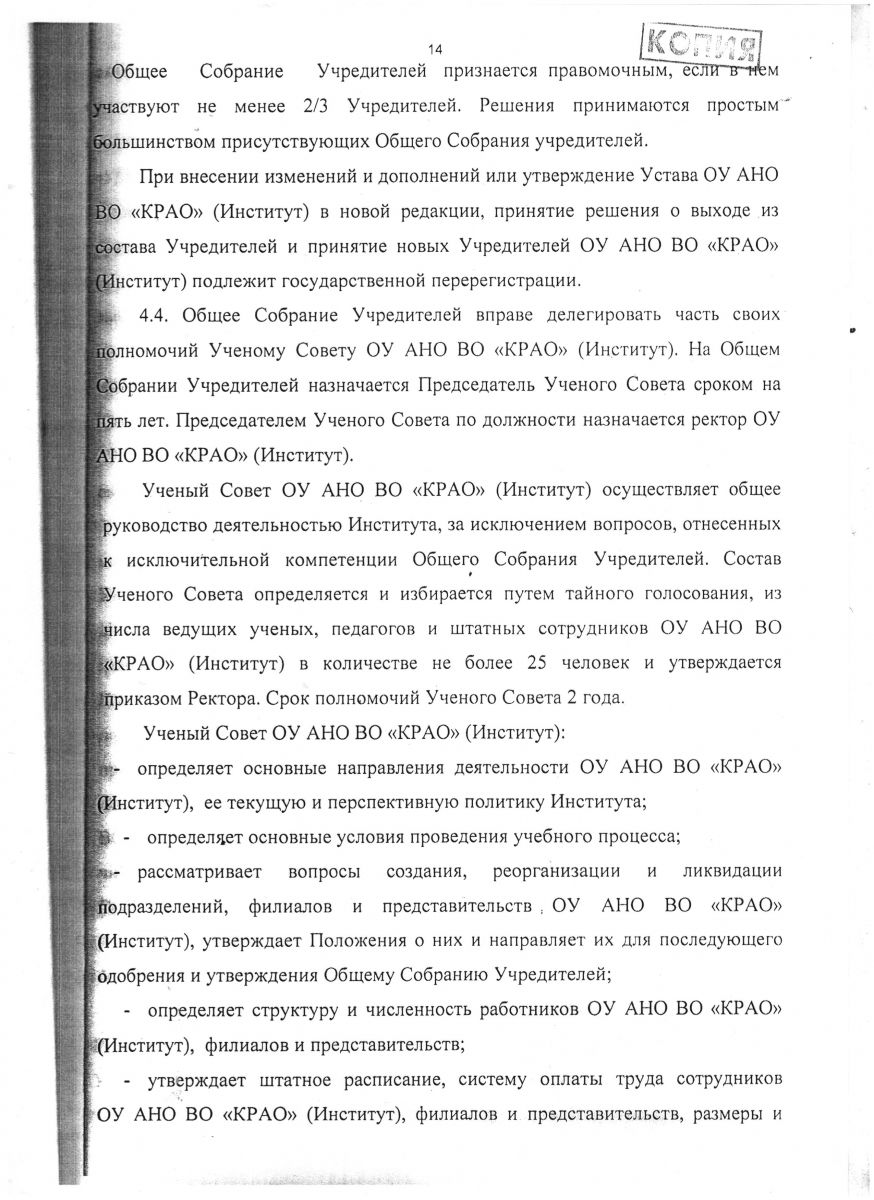 14
КОПИЯ
Общее Собрание Учредителей признается правомочным, если в нем
участвуют не менее 2/3 Учредителей. Решения принимаются простым
большинством присутствующих Общего Собрания учредителей.
При внесении изменений и дополнений или утверждение Устава ОУ АНО
ВО «КРАО» (Институт) в новой редакции, принятие решения о выходе из
состава Учредителей и принятие новых Учредителей ОУ АНО ВО «КРАО»
(Институт) подлежит государственной перерегистрации.
4.4. Общее Собрание Учредителей вправе делегировать часть своих
полномочий Ученому Совету ОУ АНО ВО «КРАО» (Институт). На Общем
Собрании Учредителей назначается Председатель Ученого Совета сроком на
пять лет. Председателем Ученого Совета по должности назначается ректор ОУ
АНО ВО «КРАО» (Институт).
Ученый Совет ОУ АНО ВО «КРАО» (Институт) осуществляет общее
руководство деятельностью Института, за исключением вопросов, отнесенных
к исключительной компетенции Общего Собрания Учредителей. Состав
Ученого Совета определяется и избирается путем тайного голосования, из
числа ведущих ученых, педагогов и штатных сотрудников ОУ АНО ВО
«КРАО» (Институт) в количестве не более 25 человек и утверждается
приказом Ректора. Срок полномочий Ученого Совета 2 года.
Ученый Совет ОУ АНО ВО «КРАО» (Институт):
- определяет основные направления деятельности ОУ АНО ВО «КРАО»
(Институт), ее текущую и перспективную политику Института;
- определяет основные условия проведения учебного процесса;
- рассматривает вопросы создания, реорганизации и ликвидации
подразделений, филиалов и представительств ОУ АНО ВО «КРАО»
(Институт), утверждает Положения о них и направляет их для последующего
одобрения и утверждения Общему Собранию Учредителей;
- определяет структуру и численность работников ОУ АНО ВО «КРАО»
(Институт), филиалов и представительств;
- утверждает штатное расписание, систему оплаты труда сотрудников
ОУ АНО ВО «КРАО» (Институт), филиалов и представительств, размеры и